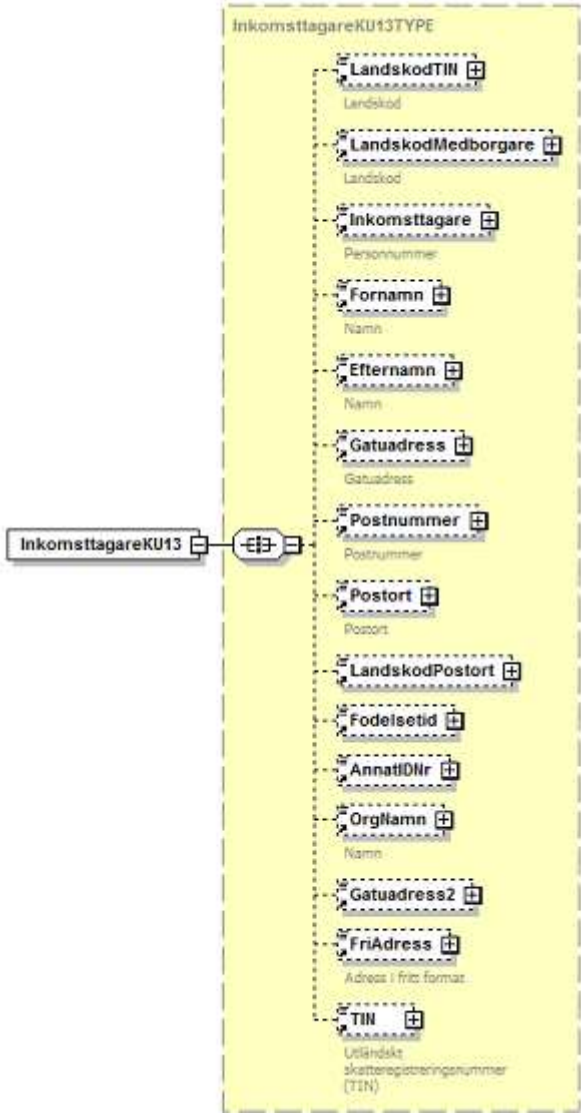 InkomsttagareKU13TYPE
LandskodTIN
Landskod
LandskodMedborgare
Landskod
Inkomsttagare
Personnummer
Fornamn
Namn
Efternamn
Namn
Gatuadress
Gatuadress
Postnummer
Postnummer
InkomsttagareKU13
Postort
Postort
LandskodPostort
Fodelsetid
AnnatIDNr
OrgNamn
Namn
Gatuadress2
FriAdress
Adress i fritt format
TIN
Utländskt
skatteregistreringsnummer
(TIN)